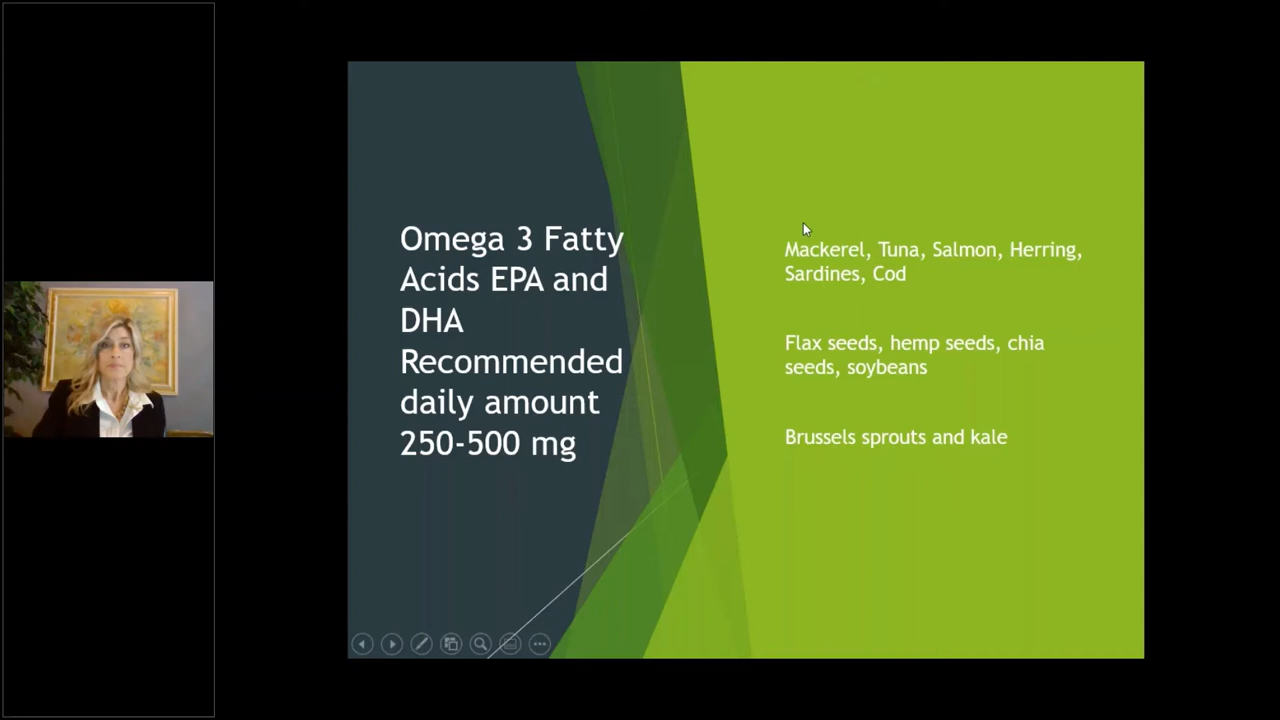 Omega 3 Fatty
Acids EPA and
DHA
Recommended
daily amount
250-500 mg
Mackerel, Tuna, Salmon, Herring,
Sardines, Cod
Flax seeds, hemp seeds, chia
seeds, soybeans
Brussels sprouts and kale